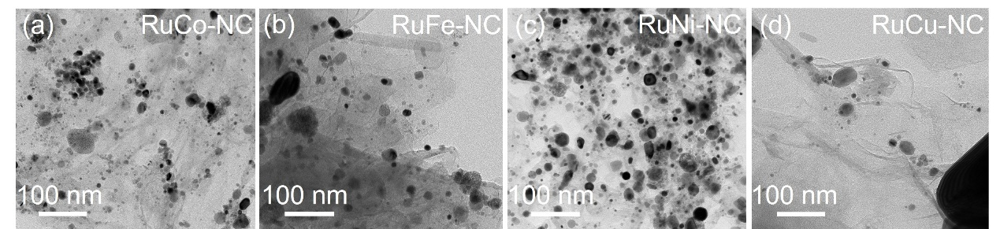 (a) RuCo-NC
(b) RuFe-NC
(c) RuNi-NC
(d) RuCu-NC
100 nm
100 nm
100 nm
100 nm